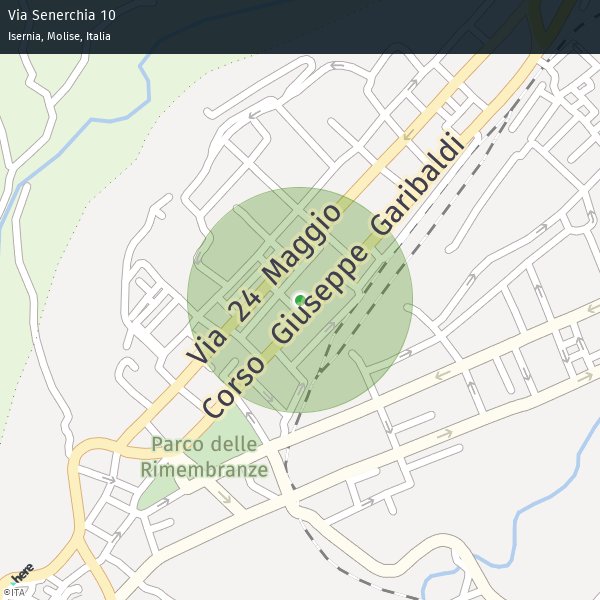 Via Senerchia 10
Isernia, Molise, Italia
Via 24 Maggio
Corso Giuseppe Garibaldi
Parco delle
Rimembranze
here
©ITA